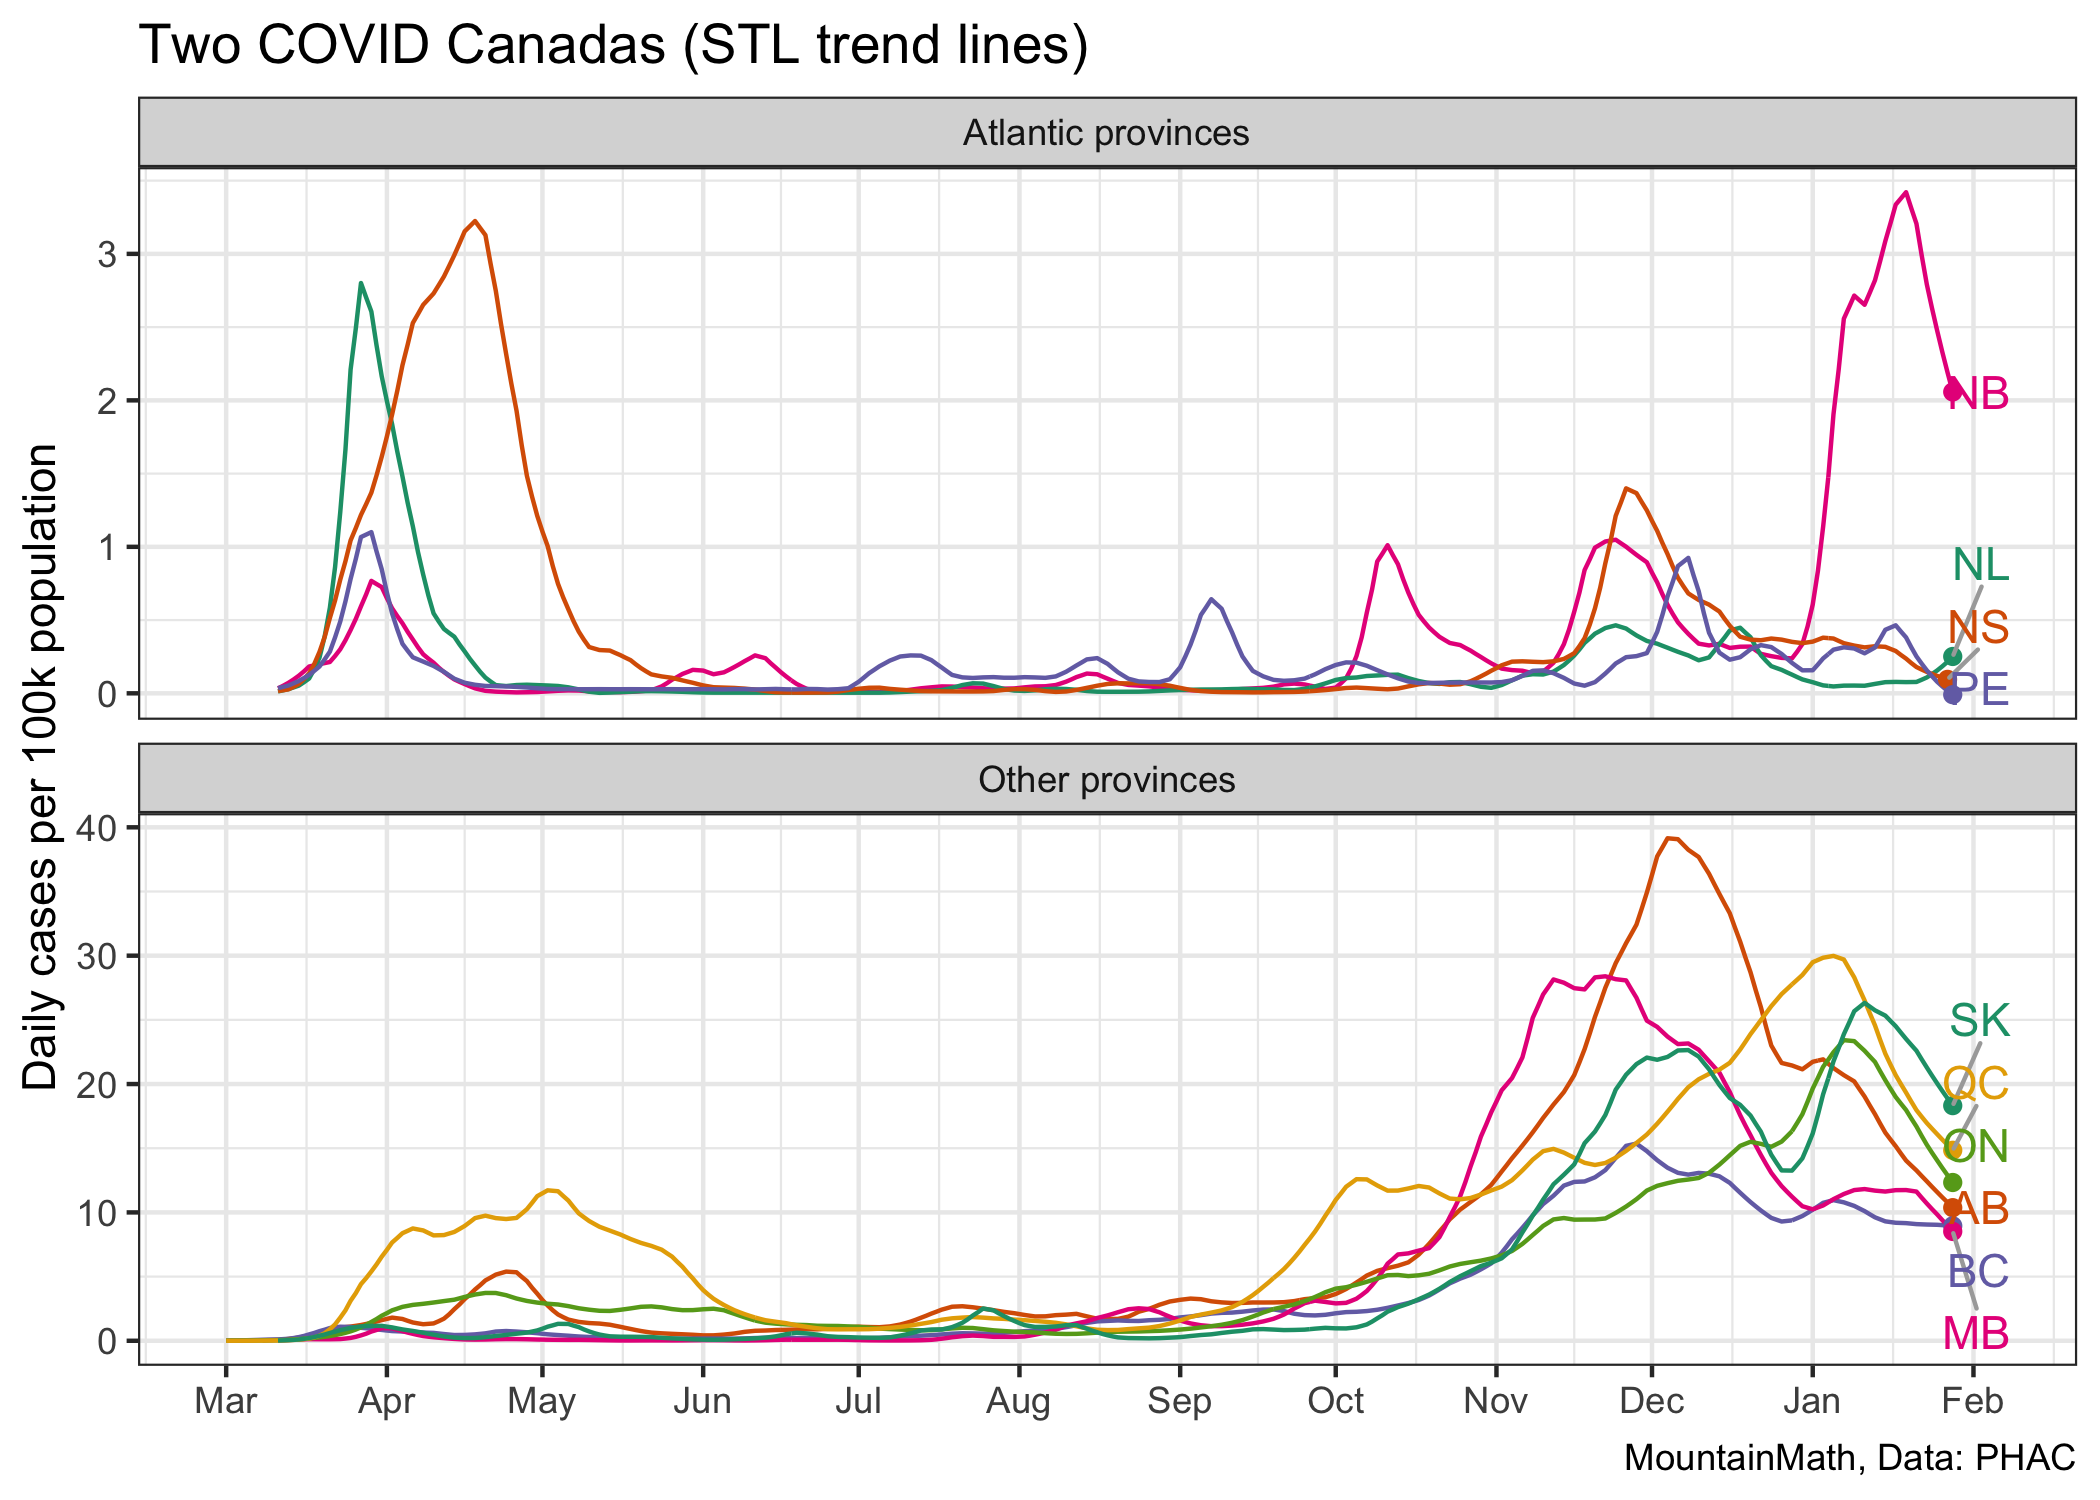 Two COVID Canadas (STL trend lines)
Atlantic provinces
3
2
1
0
NB
NL
NS
PE
Daily cases per 100k population
Other provinces
40
30
20
10
0
SK
QC
ON
AB
BC
MB
Mar Apr May Jun Jul Aug Sep Oct Nov Dec Jan Feb
MountainMath, Data: PHAC